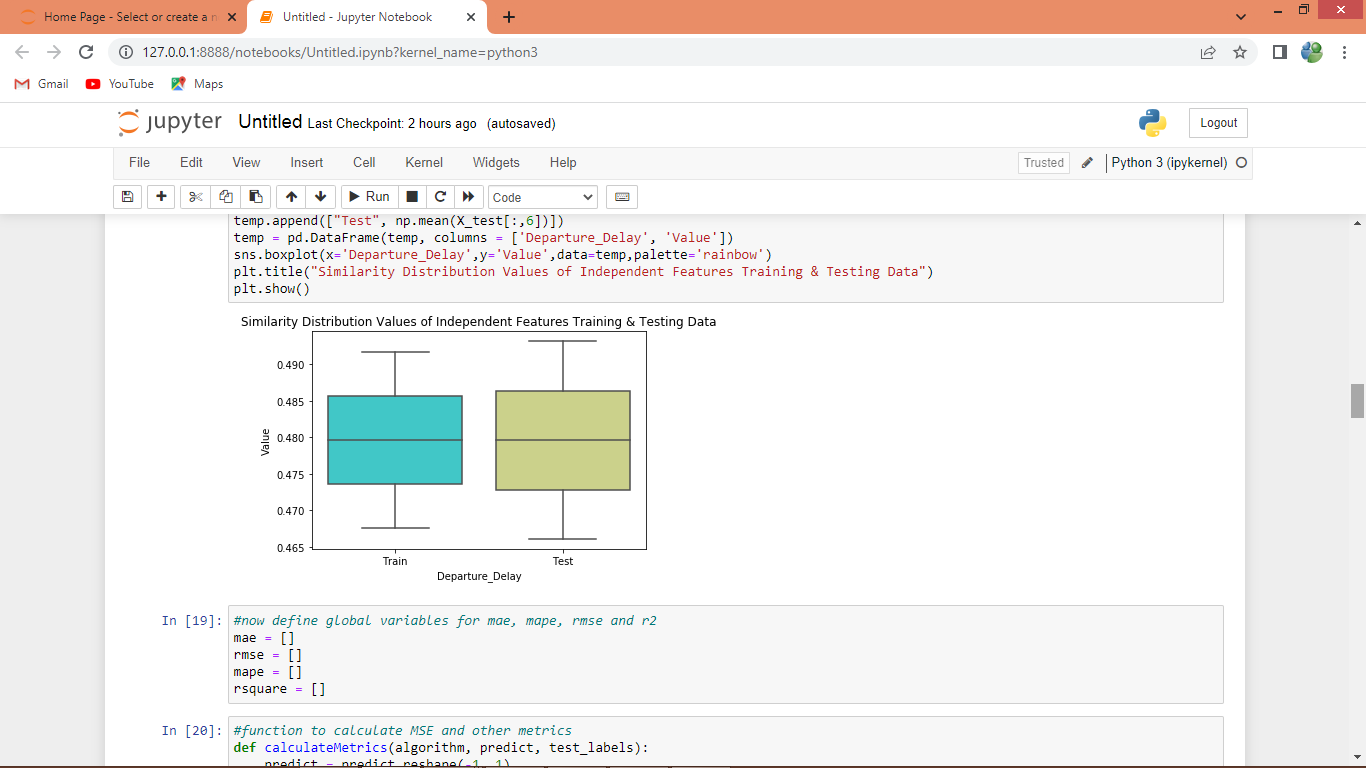 Home Page - Select or create a n
Untitled - Jupyter Notebook
127.0.0.1:8888/notebooks/Untitled.ipynb?kernel_name=python3
Gmail YouTube Maps
jupyter Untitled Last Checkpoint: 2 hours ago (autosaved) Logout
File Edit View Insert Cell Kernel Widgets Help Trusted Python 3 (ipykernel)
Run Code
temp.append(["Test", np.mean(X_test[:,6])])
temp = pd.DataFrame(temp, columns = ['Departure_Delay', 'Value'])
sns.boxplot(x='Departure_Delay',y='Value',data=temp,palette='rainbow')
plt.title("Similarity Distribution Values of Independent Features Training & Testing Data")
plt.show()
Similarity Distribution Values of Independent Features Training & Testing Data
0.490
0.485
0.480
0.475
0.470
0.465
Value
Train Test
Departure_Delay
In [19]: #now define global variables for mae, mape, rmse and r2
mae = []
rmse = []
mape = []
rsquare = []
In [20]: #function to calculate MSE and other metrics
def calculateMetrics(algorithm, predict, test_labels):
predict = predict.reshape(-1, 1)